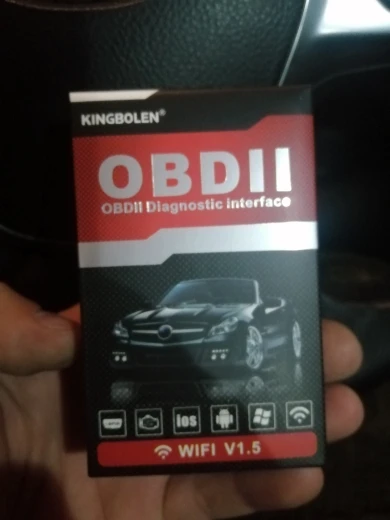 KINGBOLEN®
OBDII
OBDII Diagnostic interface
ios
WIFI V1.5